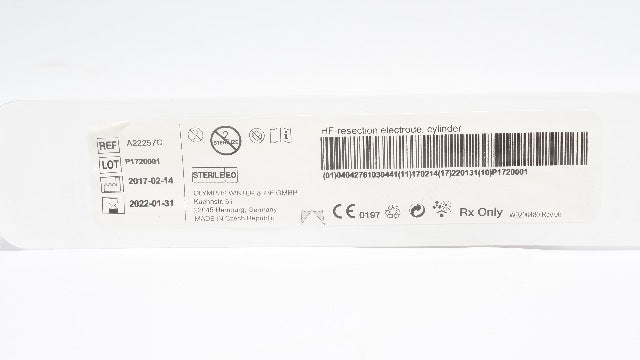 REF A22257C
LOT P1720001
2017-02-14
2022-01-31
2
STERILIZE
STERILE EO
OLYMPUS WINTER & IBE GMBH
Kuehnstr. 61
22045 Hamburg, Germany
MADE IN Czech Republic
HF-resection electrode, cylinder
(01)04042761030441(11)170214(17)220131(10)P1720001
CE 0197
Rx Only